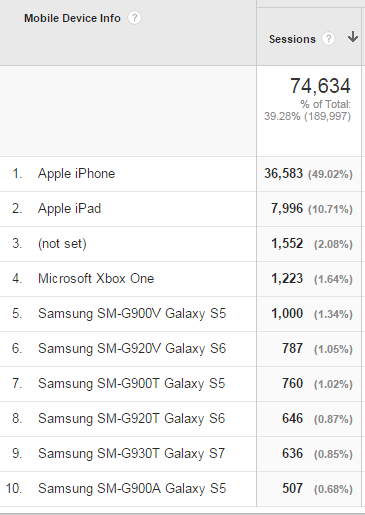 Mobile Device Info ?
Sessions ?
74,634
% of Total:
39.28% (189,997)
1. Apple iPhone 36,583 (49.02%)
2. Apple iPad 7,996 (10.71%)
3. (not set) 1,552 (2.08%)
4. Microsoft Xbox One 1,223 (1.64%)
5. Samsung SM-G900V Galaxy S5 1,000 (1.34%)
6. Samsung SM-G920V Galaxy S6 787 (1.05%)
7. Samsung SM-G900T Galaxy S5 760 (1.02%)
8. Samsung SM-G920T Galaxy S6 646 (0.87%)
9. Samsung SM-G930T Galaxy S7 636 (0.85%)
10. Samsung SM-G900A Galaxy S5 507 (0.68%)